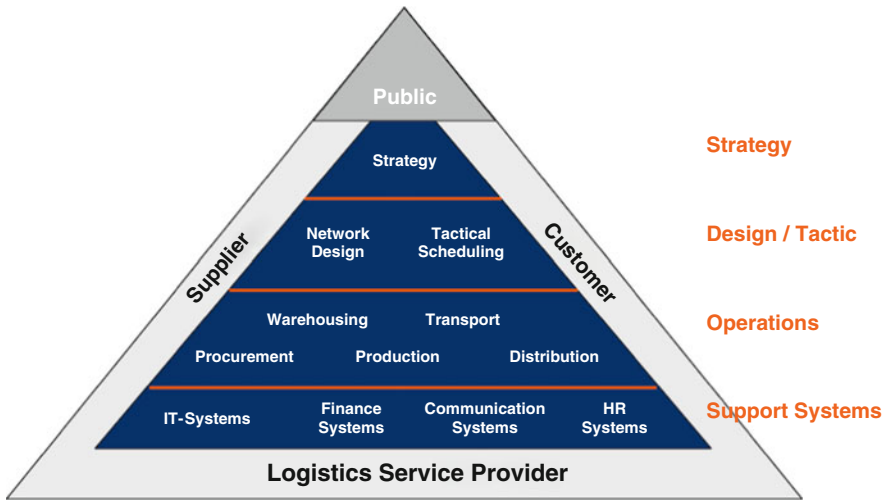 Public
Strategy
Strategy
Network Design
Tactical Scheduling
Design / Tactic
Supplier
Customer
Warehousing
Transport
Operations
Procurement
Production
Distribution
IT-Systems
Finance Systems
Communication Systems
HR Systems
Support Systems
Logistics Service Provider